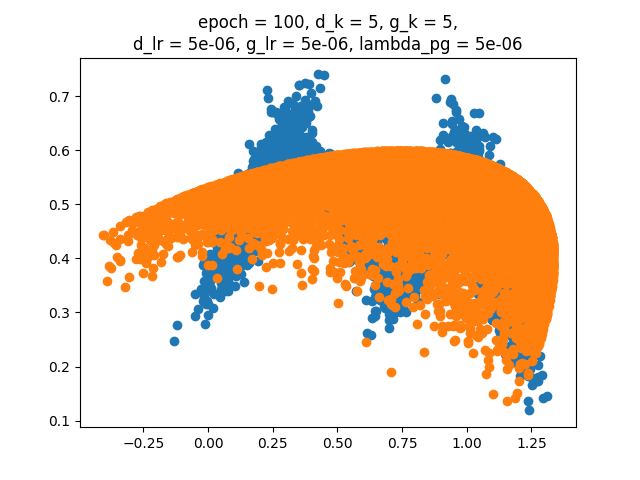 epoch = 100, d_k = 5, g_k = 5,
d_lr = 5e-06, g_lr = 5e-06, lambda_pg = 5e-06
0.7
0.6
0.5
0.4
0.3
0.2
0.1
−0.25 0.00 0.25 0.50 0.75 1.00 1.25